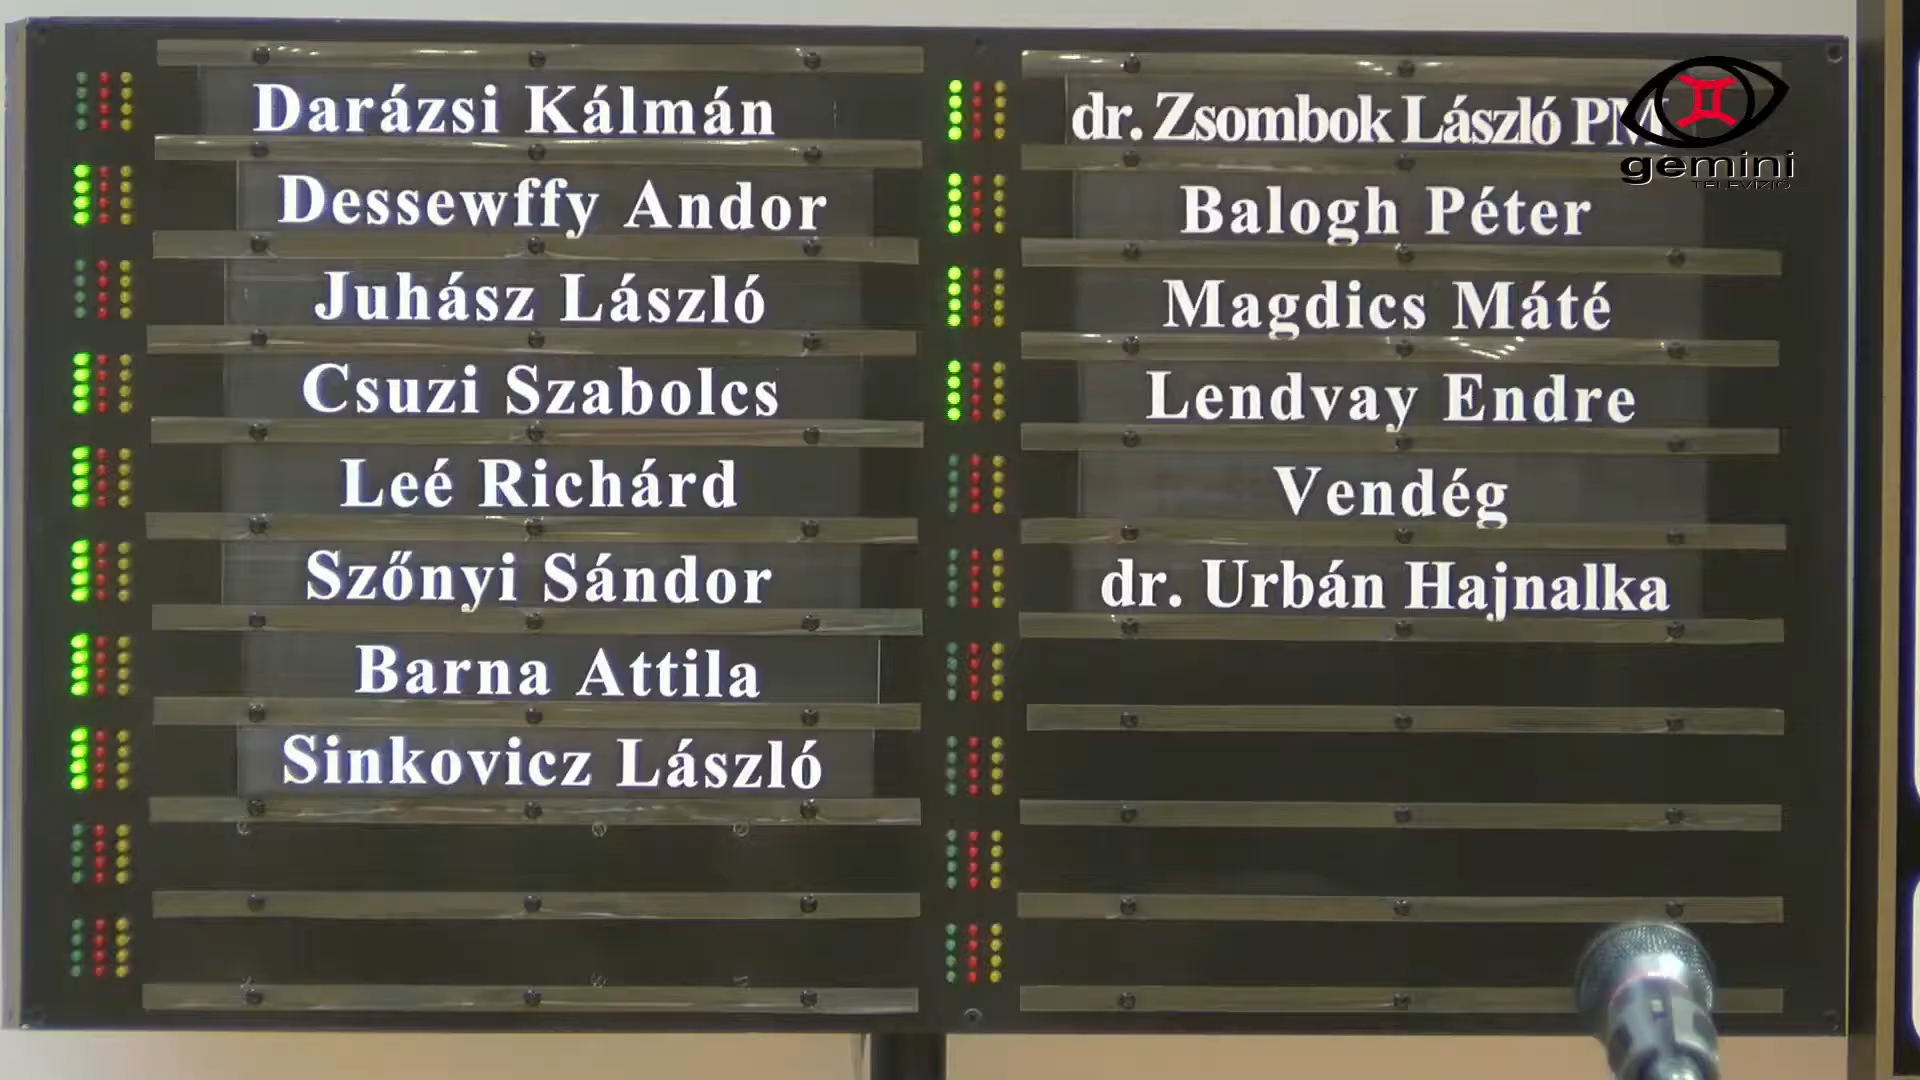 Darázsi Kálmán
Dessewffy Andor
Juhász László
Csuzi Szabolcs
Leé Richárd
Szőnyi Sándor
Barna Attila
Sinkovicz László
dr. Zsombok László PM
Balogh Péter
Magdics Máté
Lendvay Endre
Vendég
dr. Urbán Hajnalka
gemini
TELEVÍZIÓ